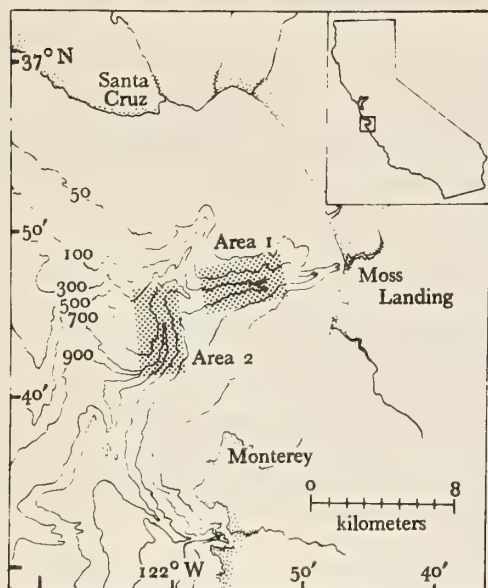 37° N
Santa
Cruz
50
50'
Area 1
100
300
500
700
Moss
Landing
900
Area 2
40'
Monterey
0
8
kilometers
122° W
50'
40'